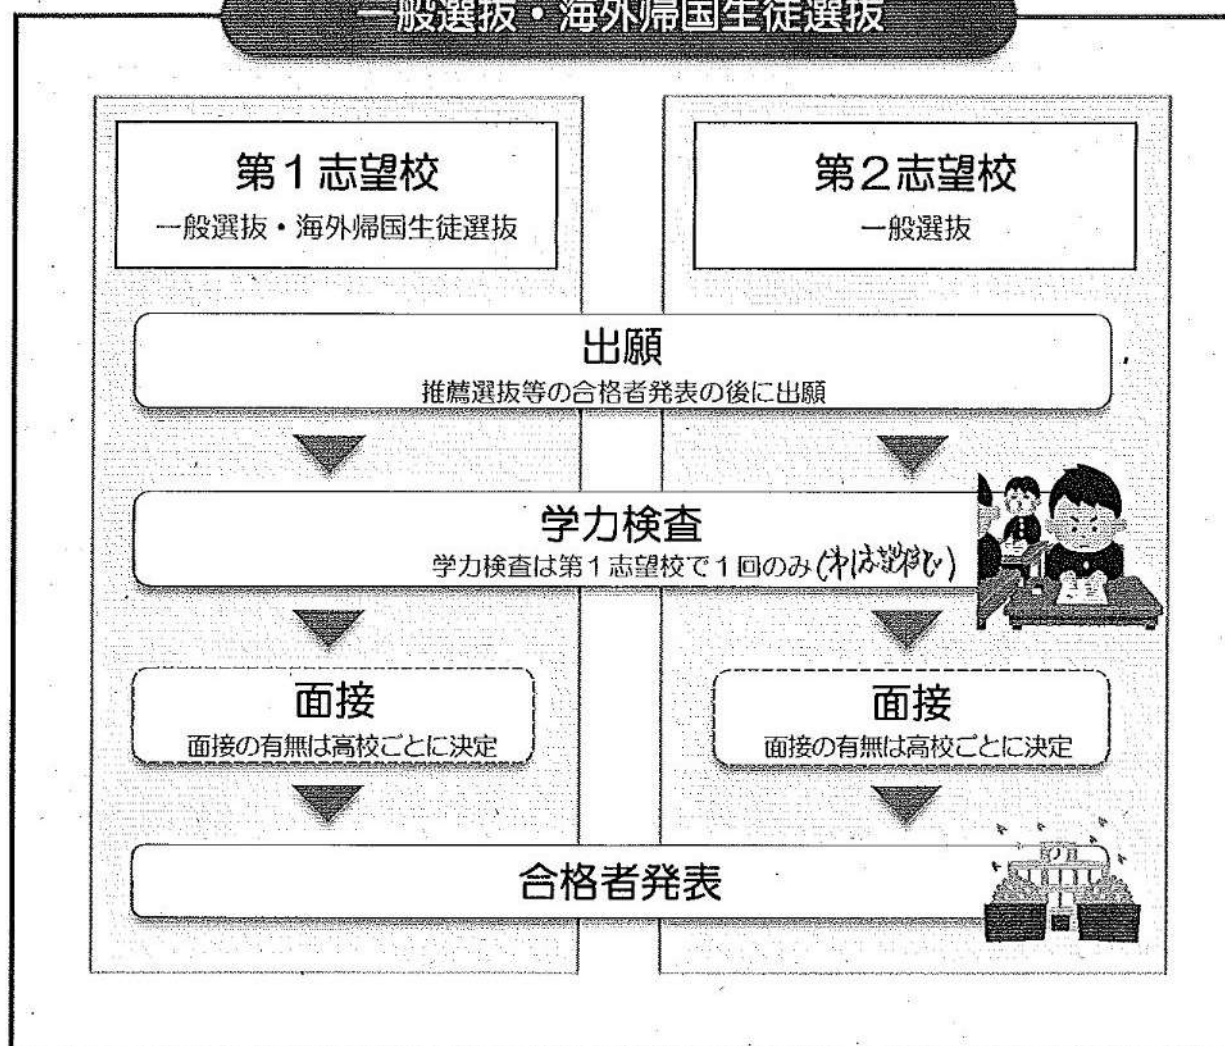 一般選抜・海外帰国生徒選抜
第1志望校
一般選抜・海外帰国生徒選抜
第2志望校
一般選抜
出願
推薦選抜等の合格者発表の後に出願
学力検査
学力検査は第1志望校で1回のみ
面接
面接の有無は高校ごとに決定
面接
面接の有無は高校ごとに決定
合格者発表